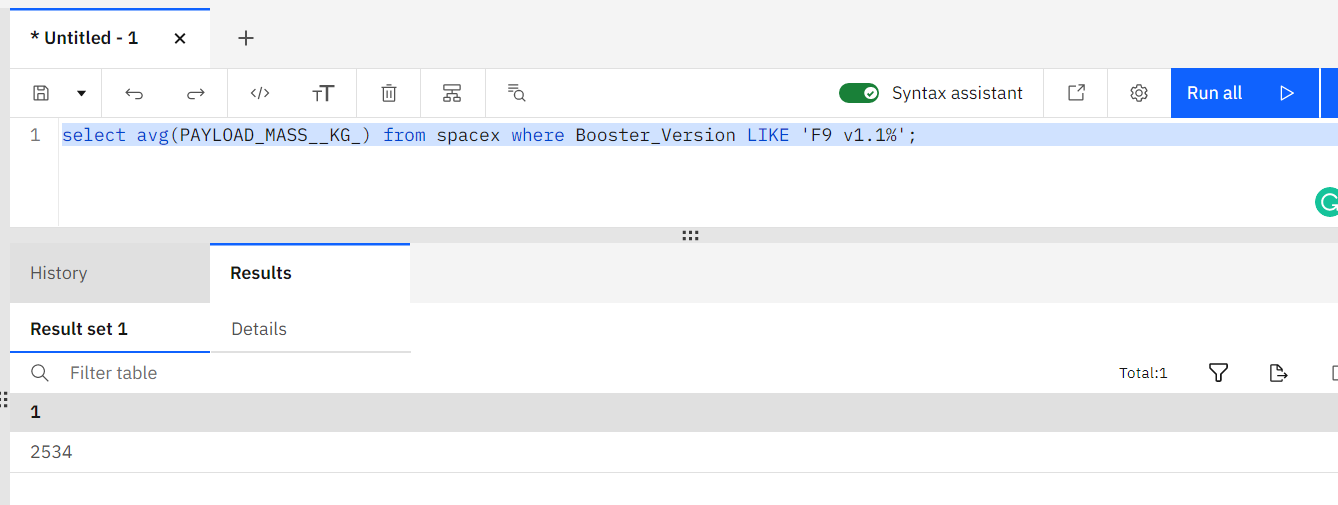 * Untitled - 1
Syntax assistant
Run all
1 select avg(PAYLOAD_MASS__KG_) from spacex where Booster_Version LIKE 'F9 v1.1%';
History Results
Result set 1 Details
Filter table
Total:1
1
2534